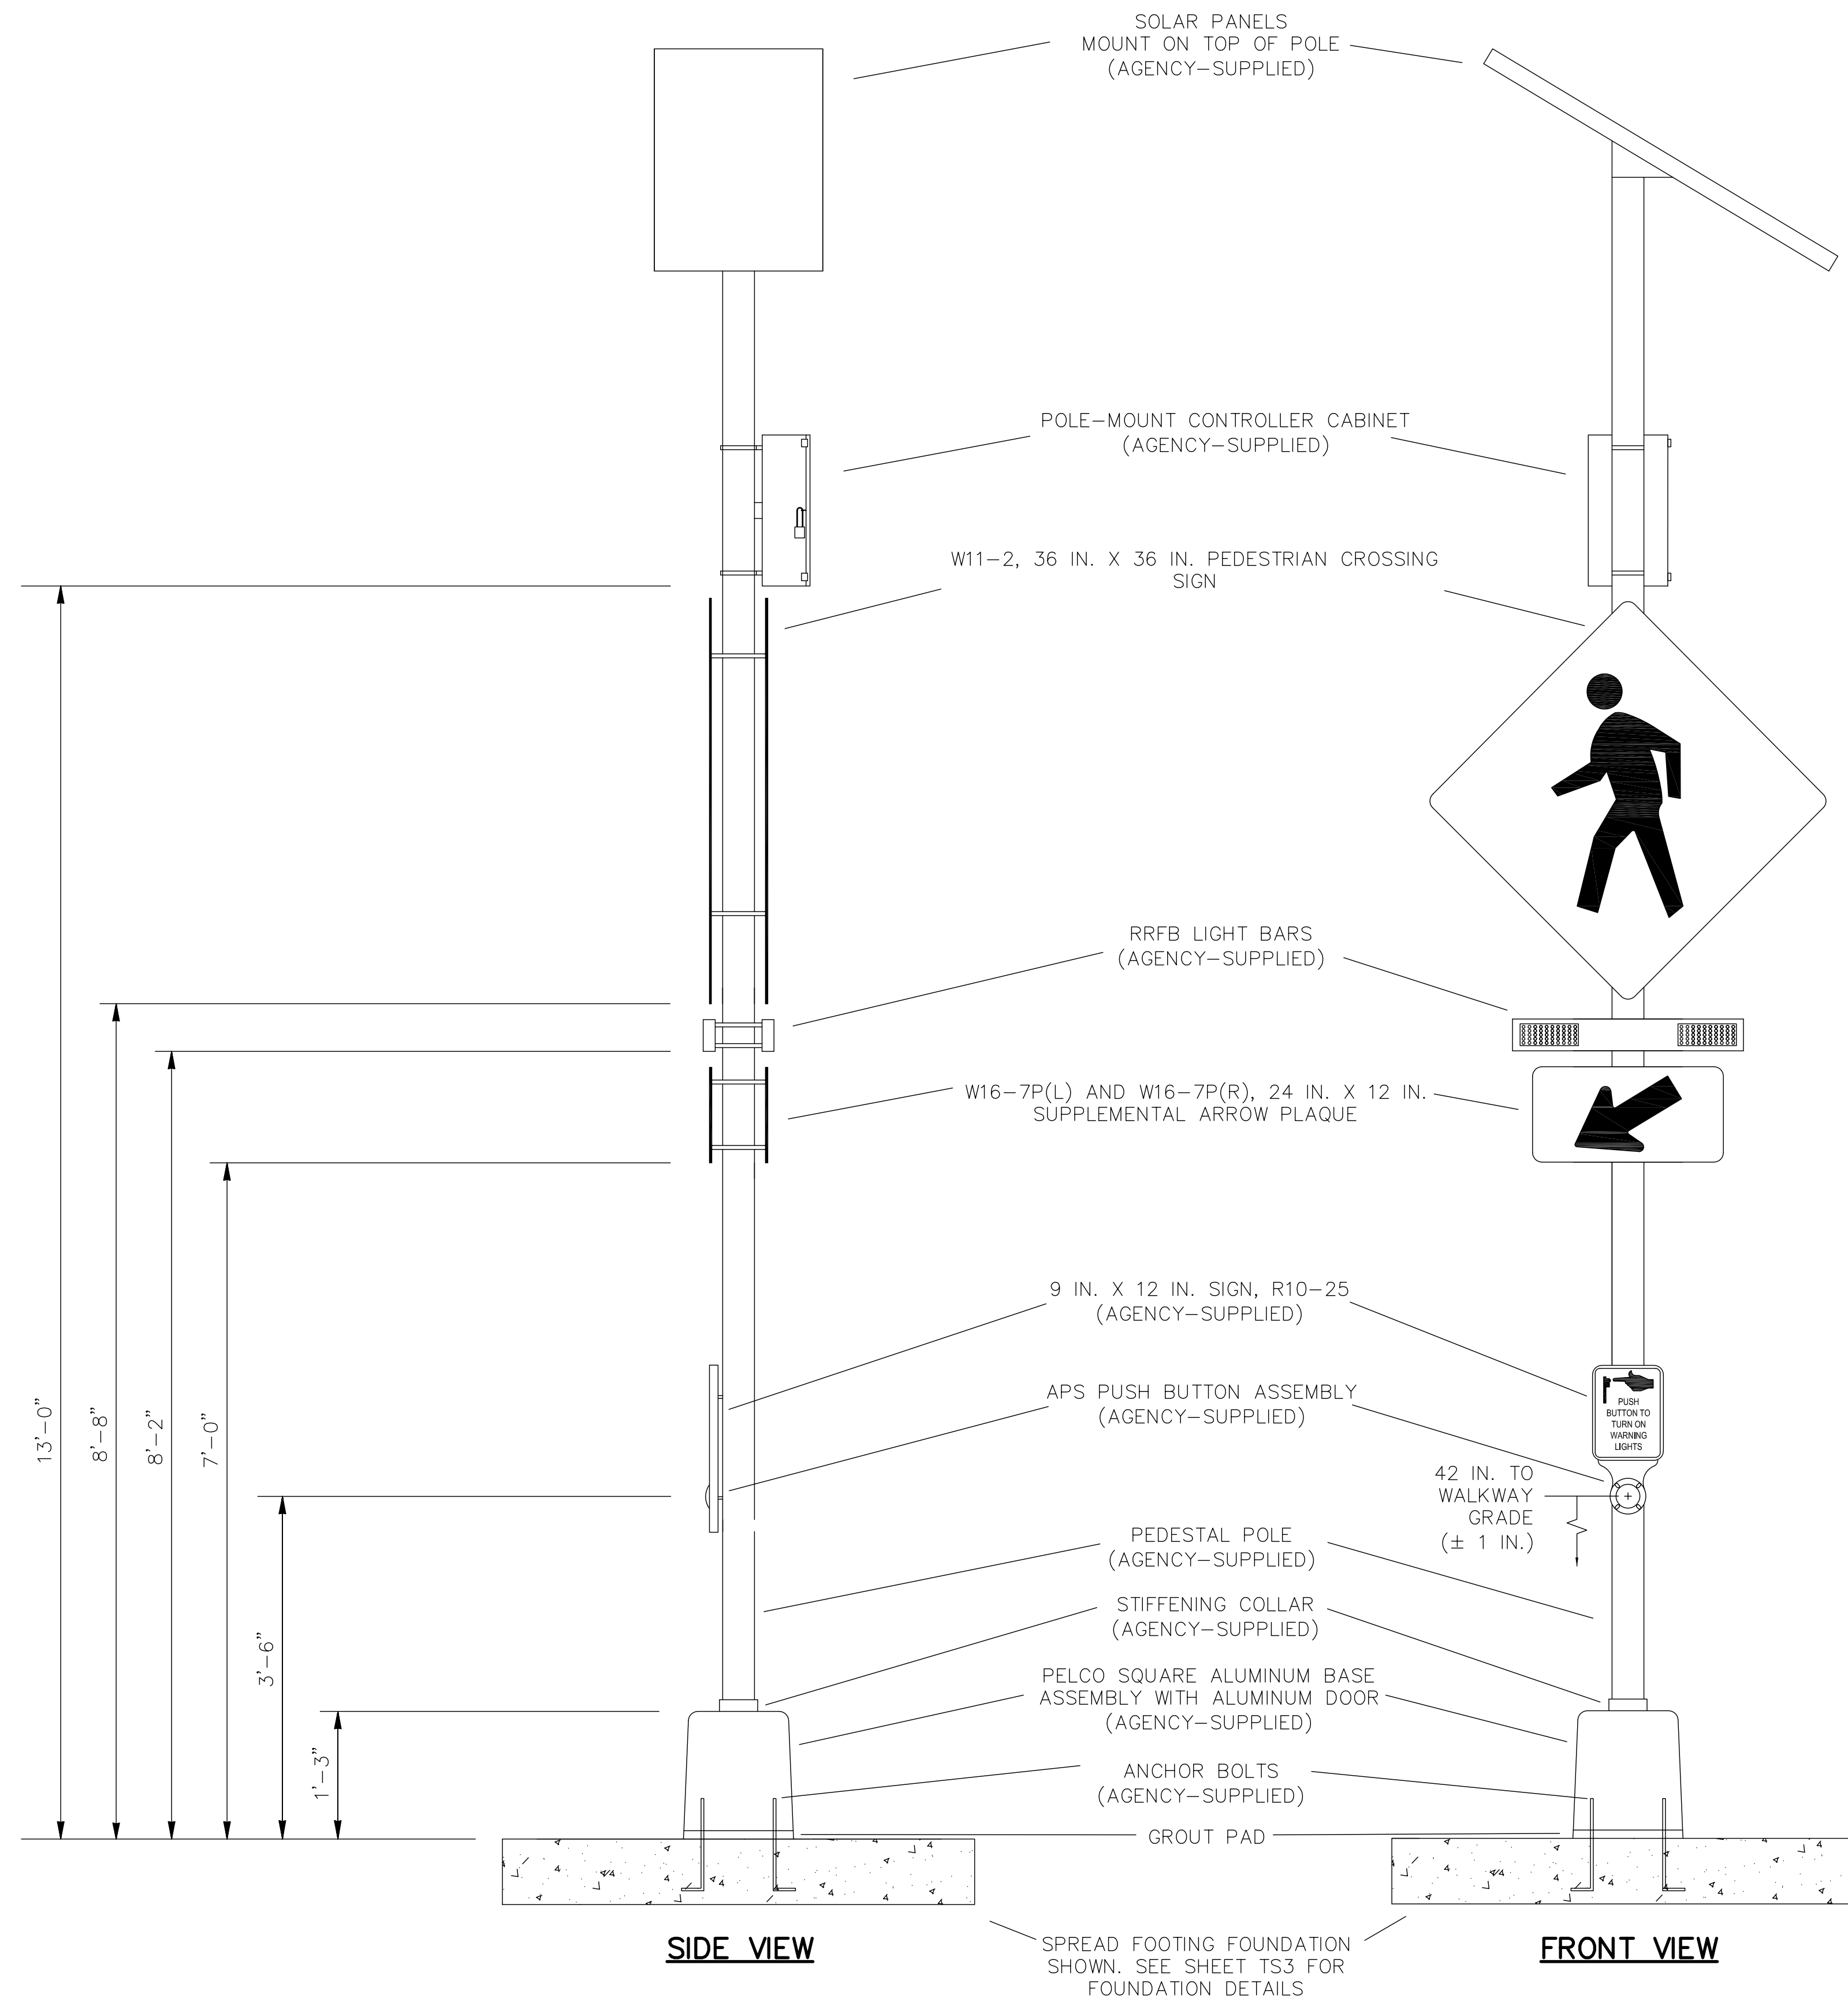 SOLAR PANELS
MOUNT ON TOP OF POLE
(AGENCY-SUPPLIED)
POLE-MOUNT CONTROLLER CABINET
(AGENCY-SUPPLIED)
W11-2, 36 IN. X 36 IN. PEDESTRIAN CROSSING
SIGN
RRFB LIGHT BARS
(AGENCY-SUPPLIED)
W16-7P(L) AND W16-7P(R), 24 IN. X 12 IN.
SUPPLEMENTAL ARROW PLAQUE
9 IN. X 12 IN. SIGN, R10-25
(AGENCY-SUPPLIED)
APS PUSH BUTTON ASSEMBLY
(AGENCY-SUPPLIED)
PUSH
BUTTON TO
TURN ON
WARNING
LIGHTS
42 IN. TO
WALKWAY
GRADE
(± 1 IN.)
13'-0"
8'-8"
8'-2"
7'-0"
3'-6"
1'-3"
PEDESTAL POLE
(AGENCY-SUPPLIED)
STIFFENING COLLAR
(AGENCY-SUPPLIED)
PELCO SQUARE ALUMINUM BASE
ASSEMBLY WITH ALUMINUM DOOR
(AGENCY-SUPPLIED)
ANCHOR BOLTS
(AGENCY-SUPPLIED)
GROUT PAD
SIDE VIEW
SPREAD FOOTING FOUNDATION
SHOWN. SEE SHEET TS3 FOR
FOUNDATION DETAILS
FRONT VIEW